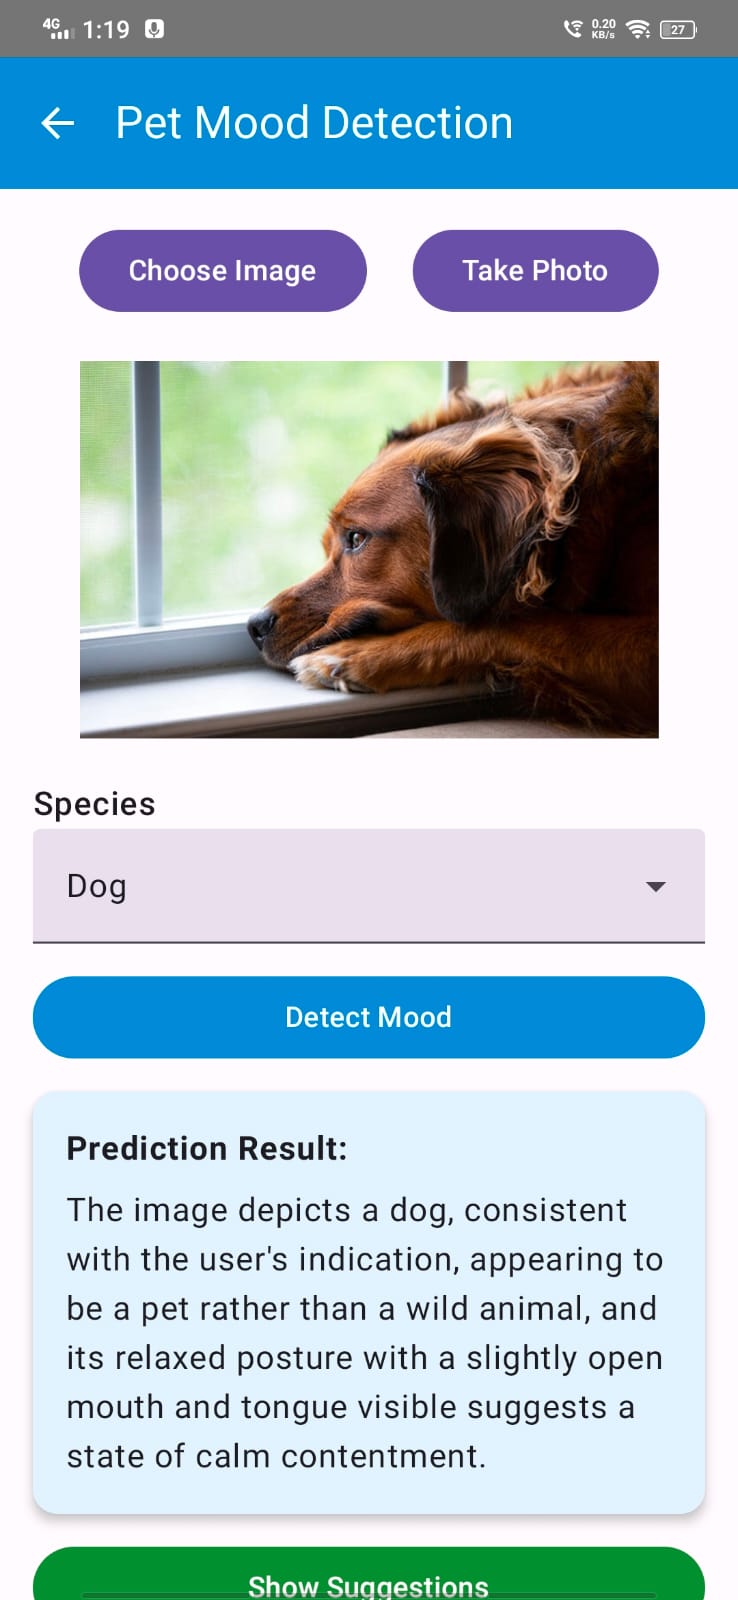 4G 1:19 0.20 KB/s 27
Pet Mood Detection
Choose Image Take Photo
Species
Dog
Detect Mood
Prediction Result:
The image depicts a dog, consistent
with the user's indication, appearing to
be a pet rather than a wild animal, and
its relaxed posture with a slightly open
mouth and tongue visible suggests a
state of calm contentment.
Show Suggestions